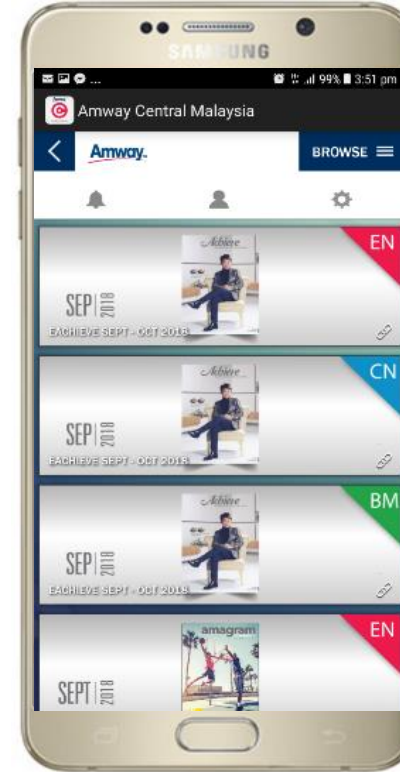 SAMSUNG
... 99% 3:51 pm
Amway Central Malaysia
Amway
BROWSE
EN
Achieve
SEP 2018
EACHIEVE SEPT - OCT 2018
CN
Achieve
SEP 2018
EACHIEVE SEPT - OCT 2018
BM
Achieve
SEP 2018
EACHIEVE SEPT - OCT 2018
EN
amagram
SEPT 2018